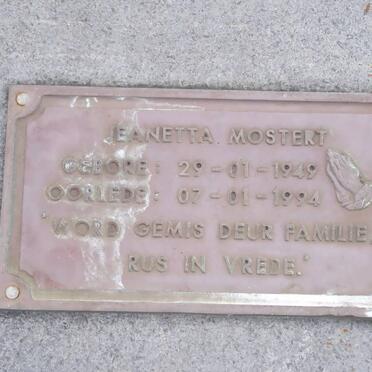 JEANETTA MOSTERT
GEBORE: 29-01-1949
OORLEDE: 07-01-1994
"WORD GEMIS DEUR FAMILIE.
RUS IN VREDE."